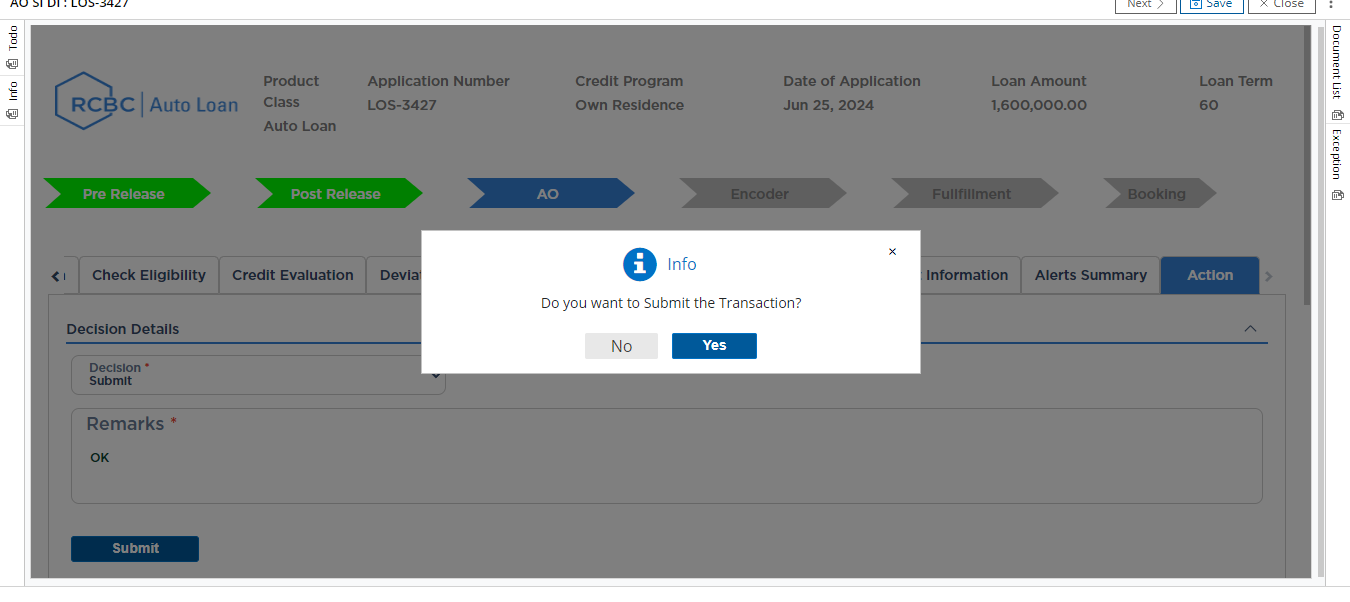 AO SI DI : LOS-3427
Next
Save
Close
Todo
Info
Document List
Exception
RCBC | Auto Loan
Product Class
Auto Loan
Application Number
LOS-3427
Credit Program
Own Residence
Date of Application
Jun 25, 2024
Loan Amount
1,600,000.00
Loan Term
60
Pre Release
Post Release
AO
Encoder
Fullfillment
Booking
Check Eligibility
Credit Evaluation
Information
Alerts Summary
Action
Info
Do you want to Submit the Transaction?
No
Yes
Decision Details
Decision *
Submit
Remarks *
OK
Submit